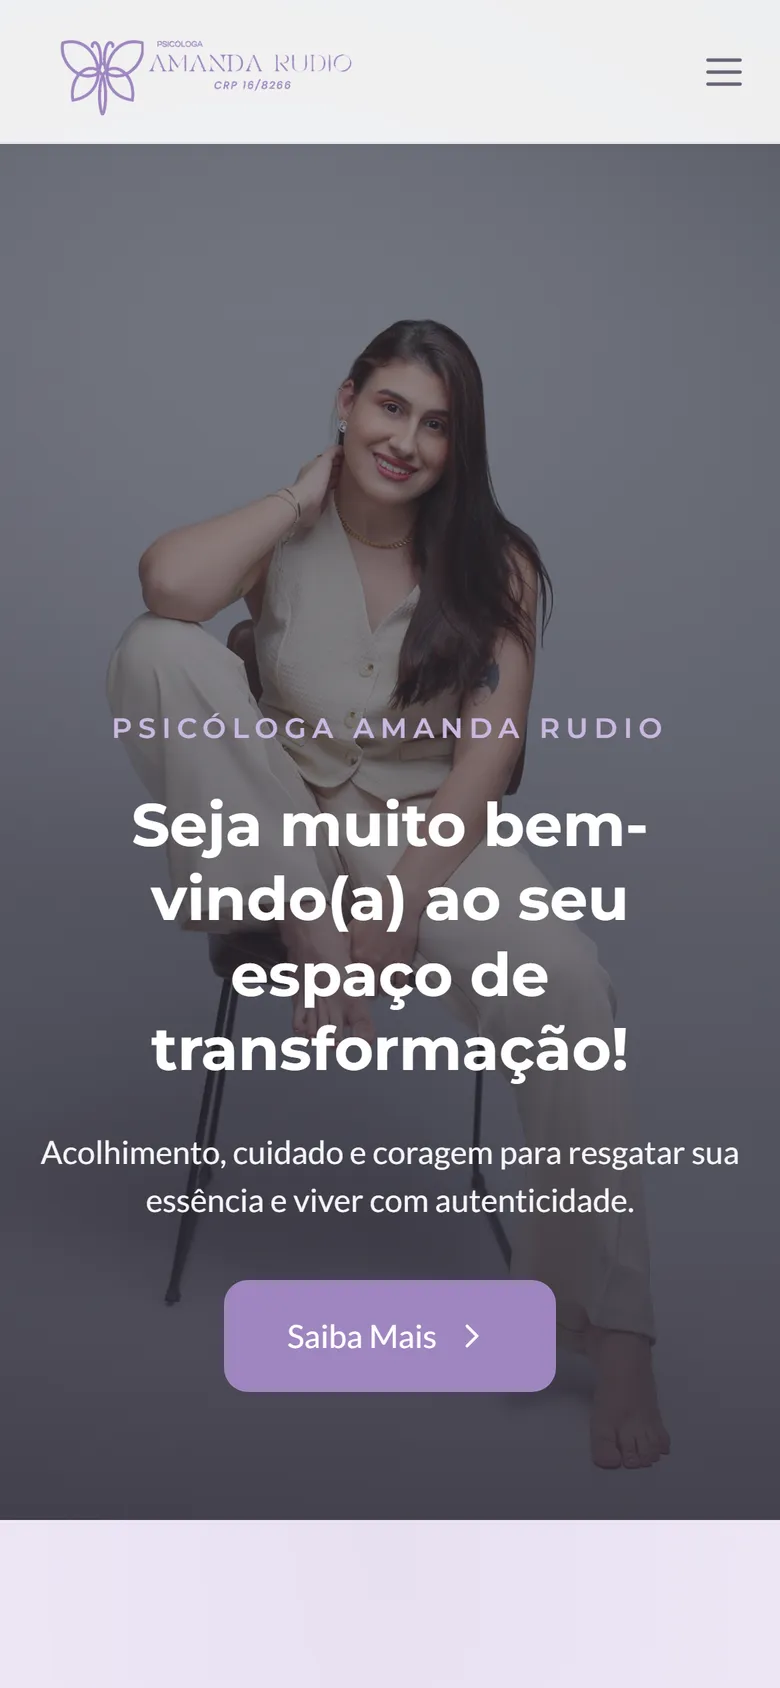 PSICÓLOGA
AMANDA RUDIO
CRP 16/8266
PSICÓLOGA AMANDA RUDIO
Seja muito bem-
vindo(a) ao seu
espaço de
transformação!
Acolhimento, cuidado e coragem para resgatar sua
essência e viver com autenticidade.
Saiba Mais